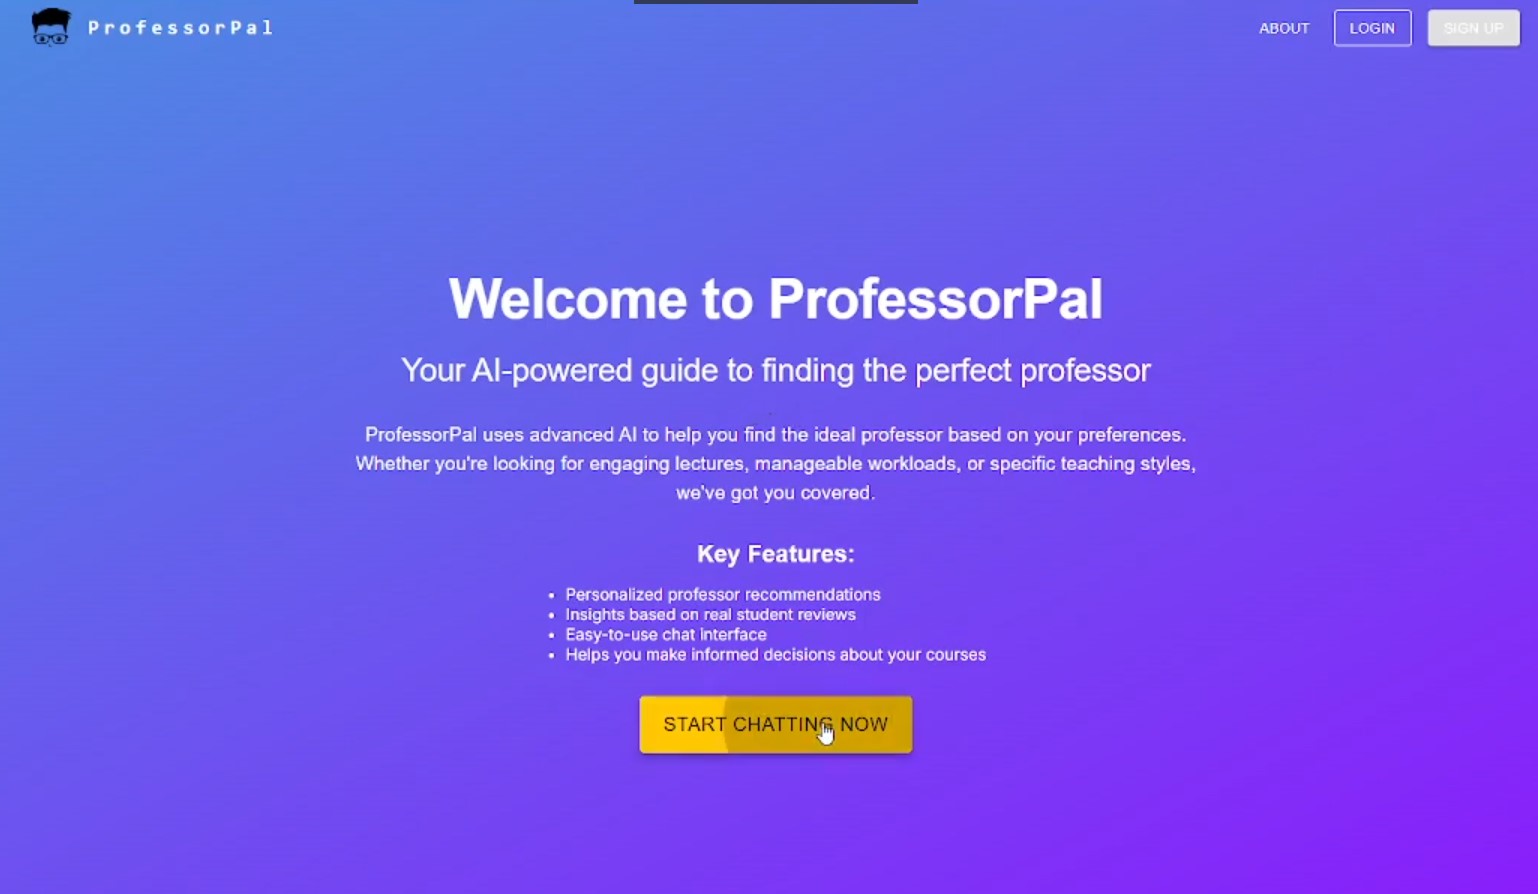 ProfessorPal
ABOUT
LOGIN
SIGN UP
Welcome to ProfessorPal
Your AI-powered guide to finding the perfect professor
ProfessorPal uses advanced AI to help you find the ideal professor based on your preferences.
Whether you're looking for engaging lectures, manageable workloads, or specific teaching styles,
we've got you covered.
Key Features:
• Personalized professor recommendations
• Insights based on real student reviews
• Easy-to-use chat interface
• Helps you make informed decisions about your courses
START CHATTING NOW